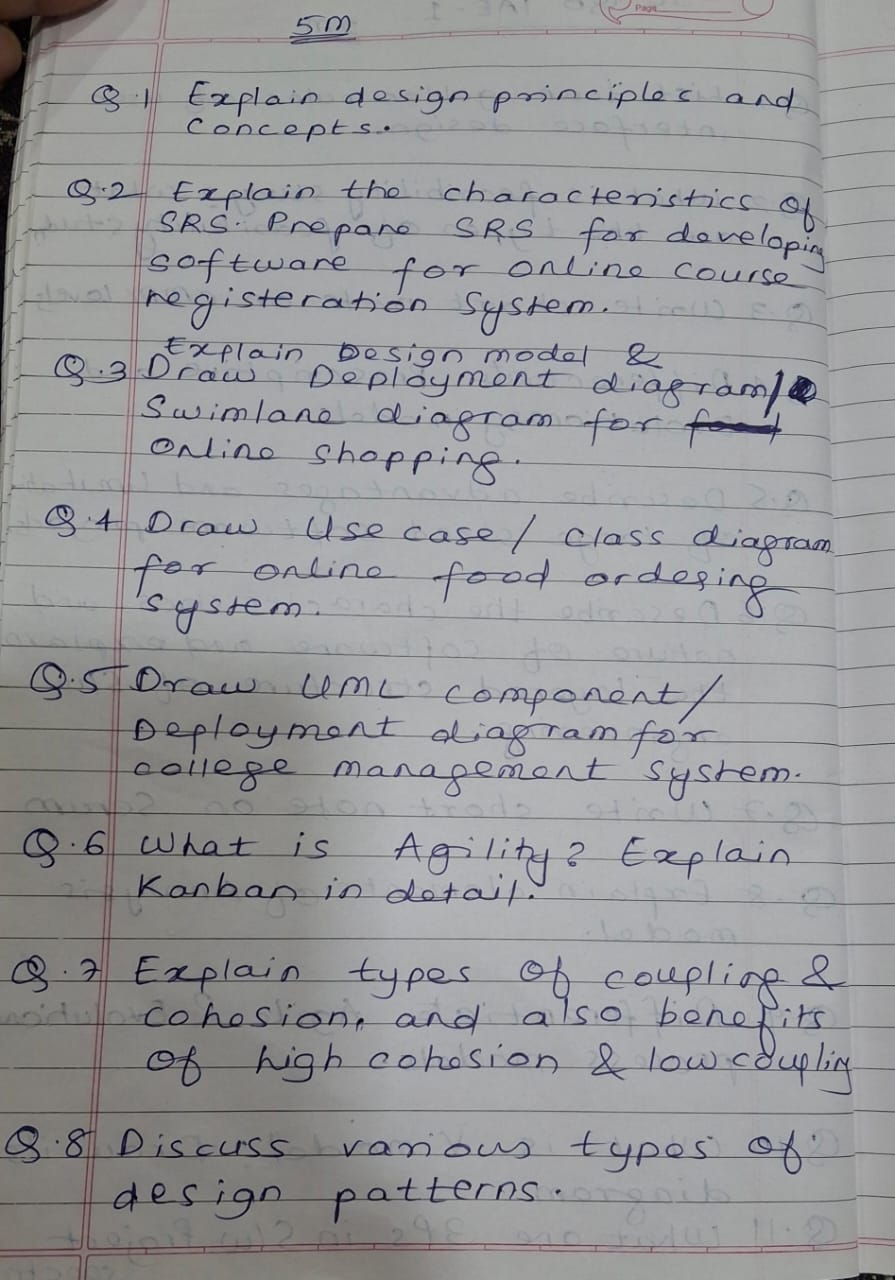 Page
5M
Q.1 Explain design principles and
concepts.
Q.2 Explain the characteristics of
SRS. Prepare SRS for developing
software for online course
registeration system.
Explain Design model &
Q.3 Draw Deployment diagram/
Swimlane diagram for
online shopping.
Q.4 Draw Use case / class diagram
for online food ordering
system.
Q.5 Draw UML component/
Deployment diagram for
college management system.
Q.6 What is Agility? Explain
Kanban in detail.
Q.7 Explain types of coupling &
cohesion, and also benefits
of high cohesion & low coupling
Q.8 Discuss various types of
design patterns.